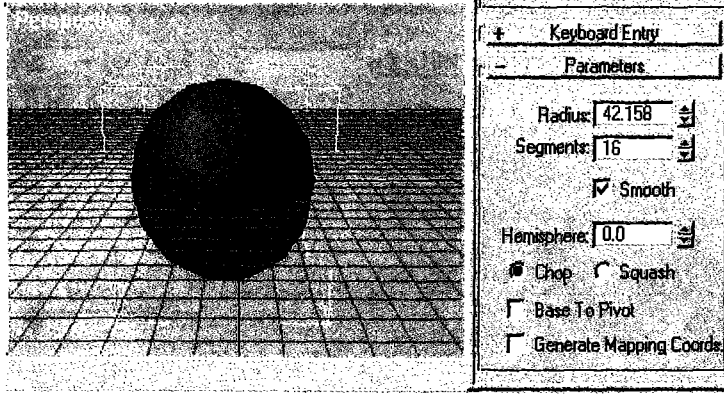 Perspective
+ Keyboard Entry
- Parameters
Radius: 42.158
Segments: 16
Smooth
Hemisphere: 0.0
Chop Squash
Base To Pivot
Generate Mapping Coords.